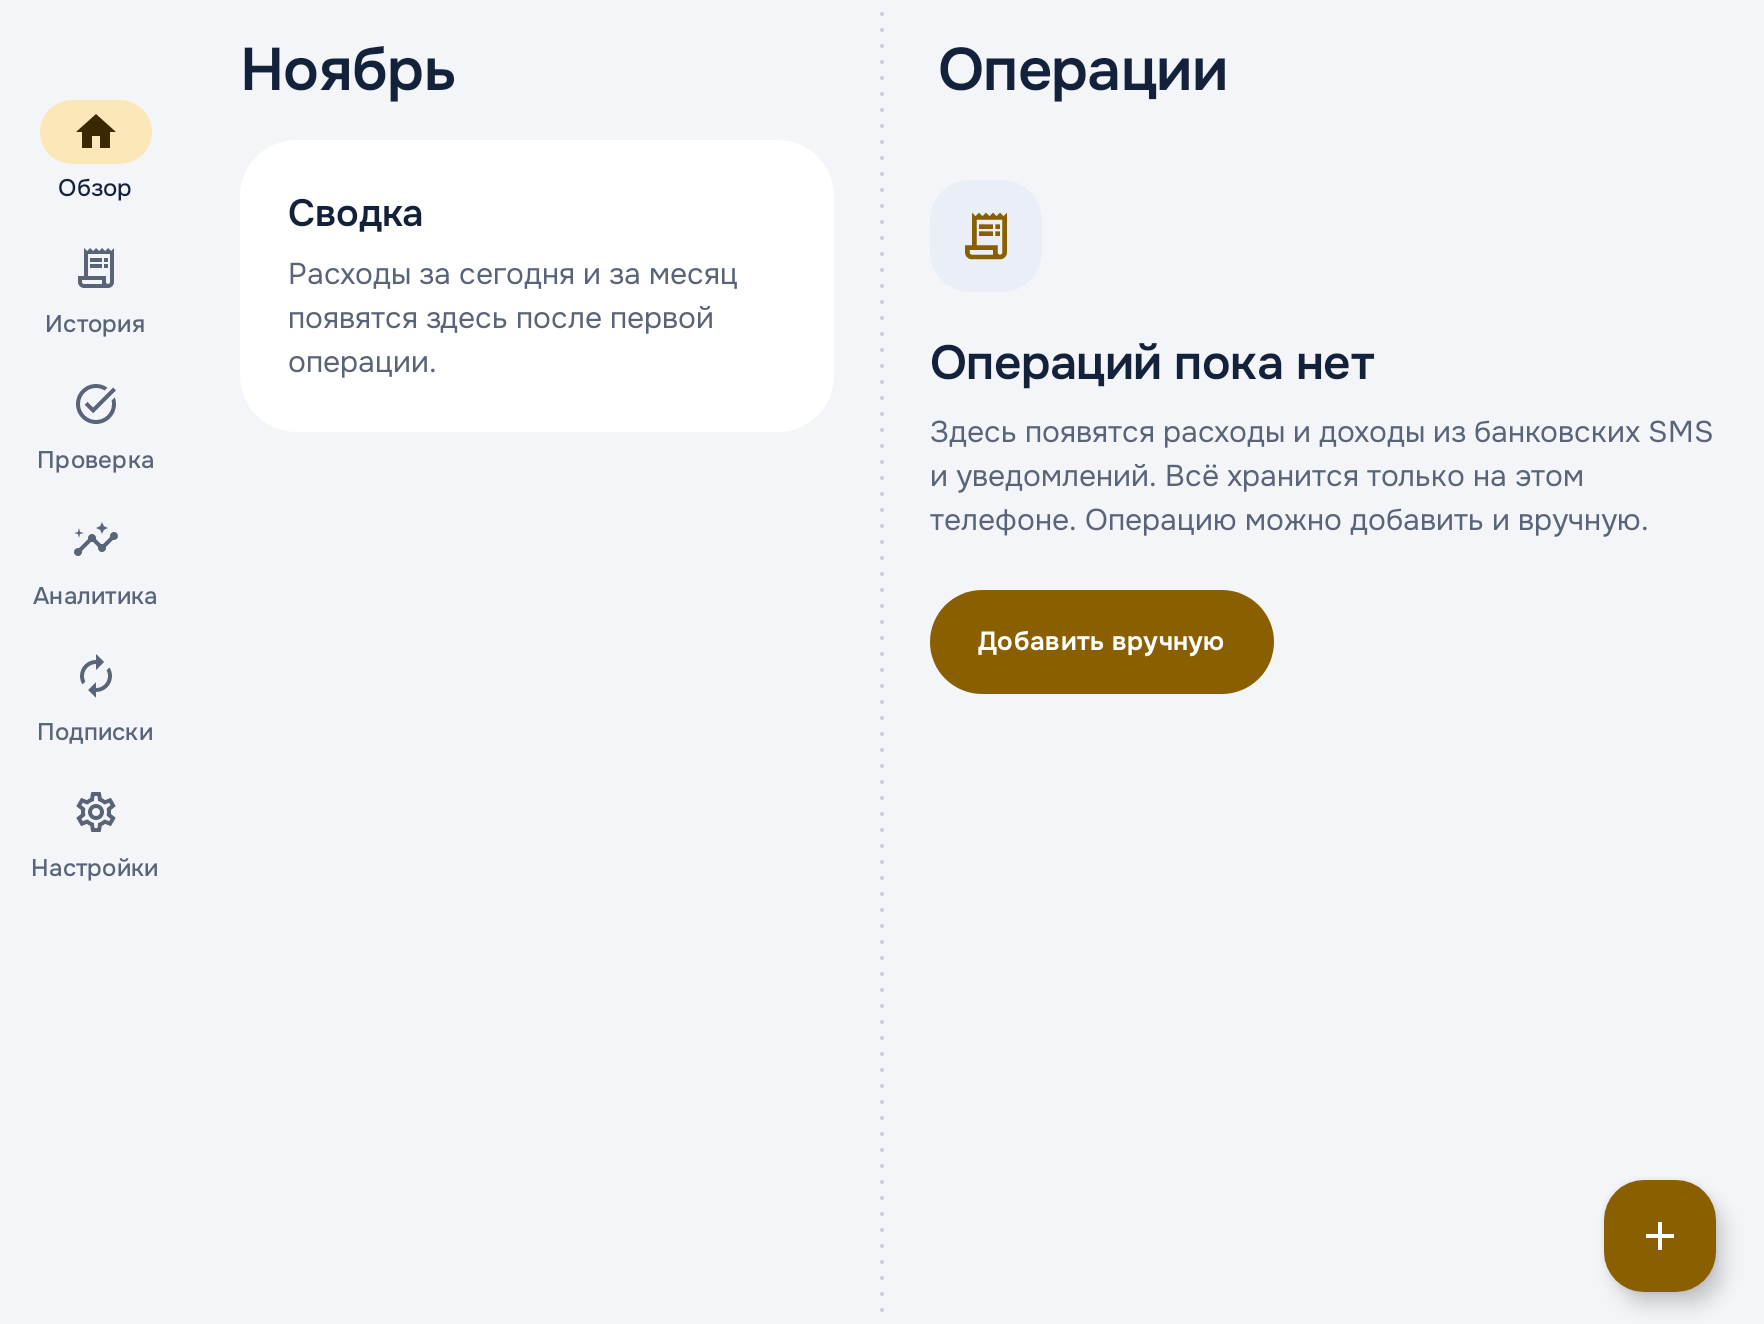 Обзор
История
Проверка
Аналитика
Подписки
Настройки
Ноябрь
Сводка
Расходы за сегодня и за месяц
появятся здесь после первой
операции.
Операции
Операций пока нет
Здесь появятся расходы и доходы из банковских SMS
и уведомлений. Всё хранится только на этом
телефоне. Операцию можно добавить и вручную.
Добавить вручную